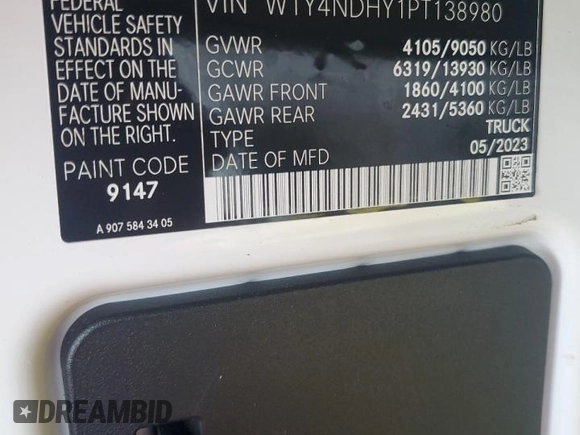 FEDERAL
VEHICLE SAFETY
STANDARDS IN
EFFECT ON THE
DATE OF MANU-
FACTURE SHOWN
ON THE RIGHT.
PAINT CODE
9147
A 907 584 34 05
VIN W1Y4NDHY1PT138980
GVWR 4105/9050 KG/LB
GCWR 6319/13930 KG/LB
GAWR FRONT 1860/4100 KG/LB
GAWR REAR 2431/5360 KG/LB
TYPE TRUCK
DATE OF MFD 05/2023
DREAMBID